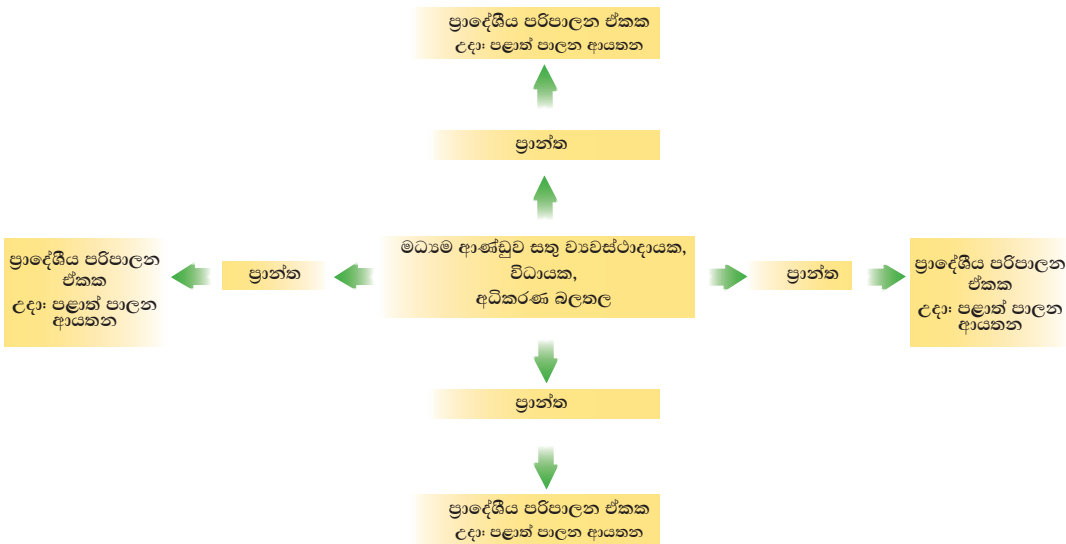 ප්‍රාදේශීය පරිපාලන ඒකක
උදා: පළාත් පාලන ආයතන
ප්‍රාන්ත
මධ්‍යම ආණ්ඩුව සතු ව්‍යවස්ථාදායක,
විධායක,
අධිකරණ බලතල
ප්‍රාන්ත
ප්‍රාදේශීය පරිපාලන
ඒකක
උදා: පළාත් පාලන
ආයතන
ප්‍රාන්ත
ප්‍රාදේශීය පරිපාලන
ඒකක
උදා: පළාත් පාලන
ආයතන
ප්‍රාන්ත
ප්‍රාදේශීය පරිපාලන ඒකක
උදා: පළාත් පාලන ආයතන